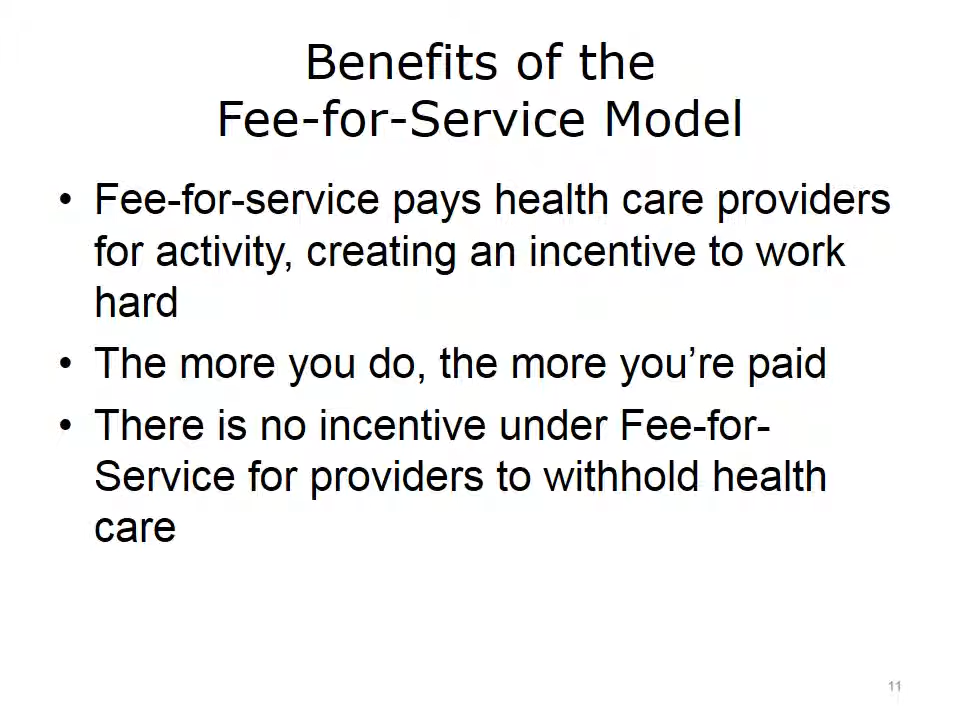 Benefits of the
Fee-for-Service Model
• Fee-for-service pays health care providers
for activity, creating an incentive to work
hard
• The more you do, the more you’re paid
• There is no incentive under Fee-for-
Service for providers to withhold health
care
11